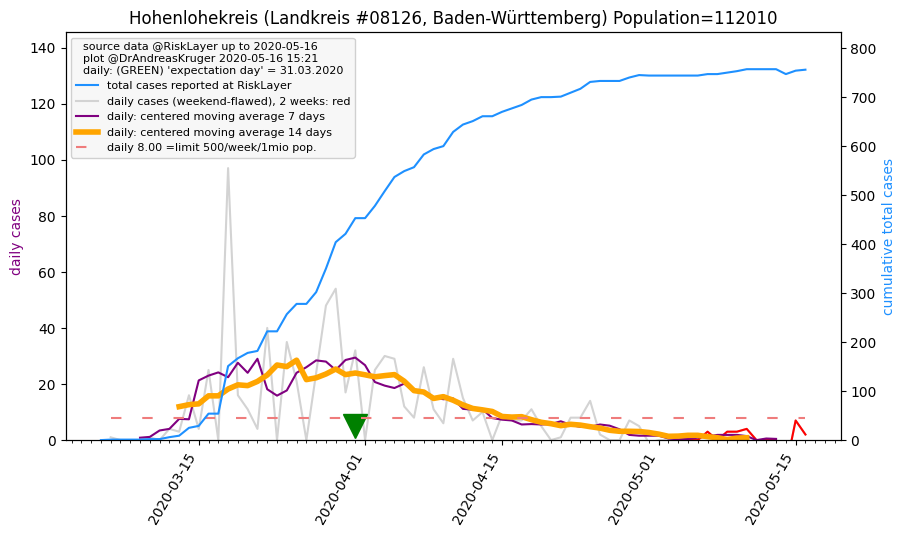 Hohenlohekreis (Landkreis #08126, Baden-Württemberg) Population=112010
source data @RiskLayer up to 2020-05-16
plot @DrAndreasKruger 2020-05-16 15:21
daily: (GREEN) 'expectation day' = 31.03.2020
total cases reported at RiskLayer
daily cases (weekend-flawed), 2 weeks: red
daily: centered moving average 7 days
daily: centered moving average 14 days
daily 8.00 =limit 500/week/1mio pop.
daily cases
140
120
100
80
60
40
20
0
cumulative total cases
800
700
600
500
400
300
200
100
0
2020-03-15
2020-04-01
2020-04-15
2020-05-01
2020-05-15